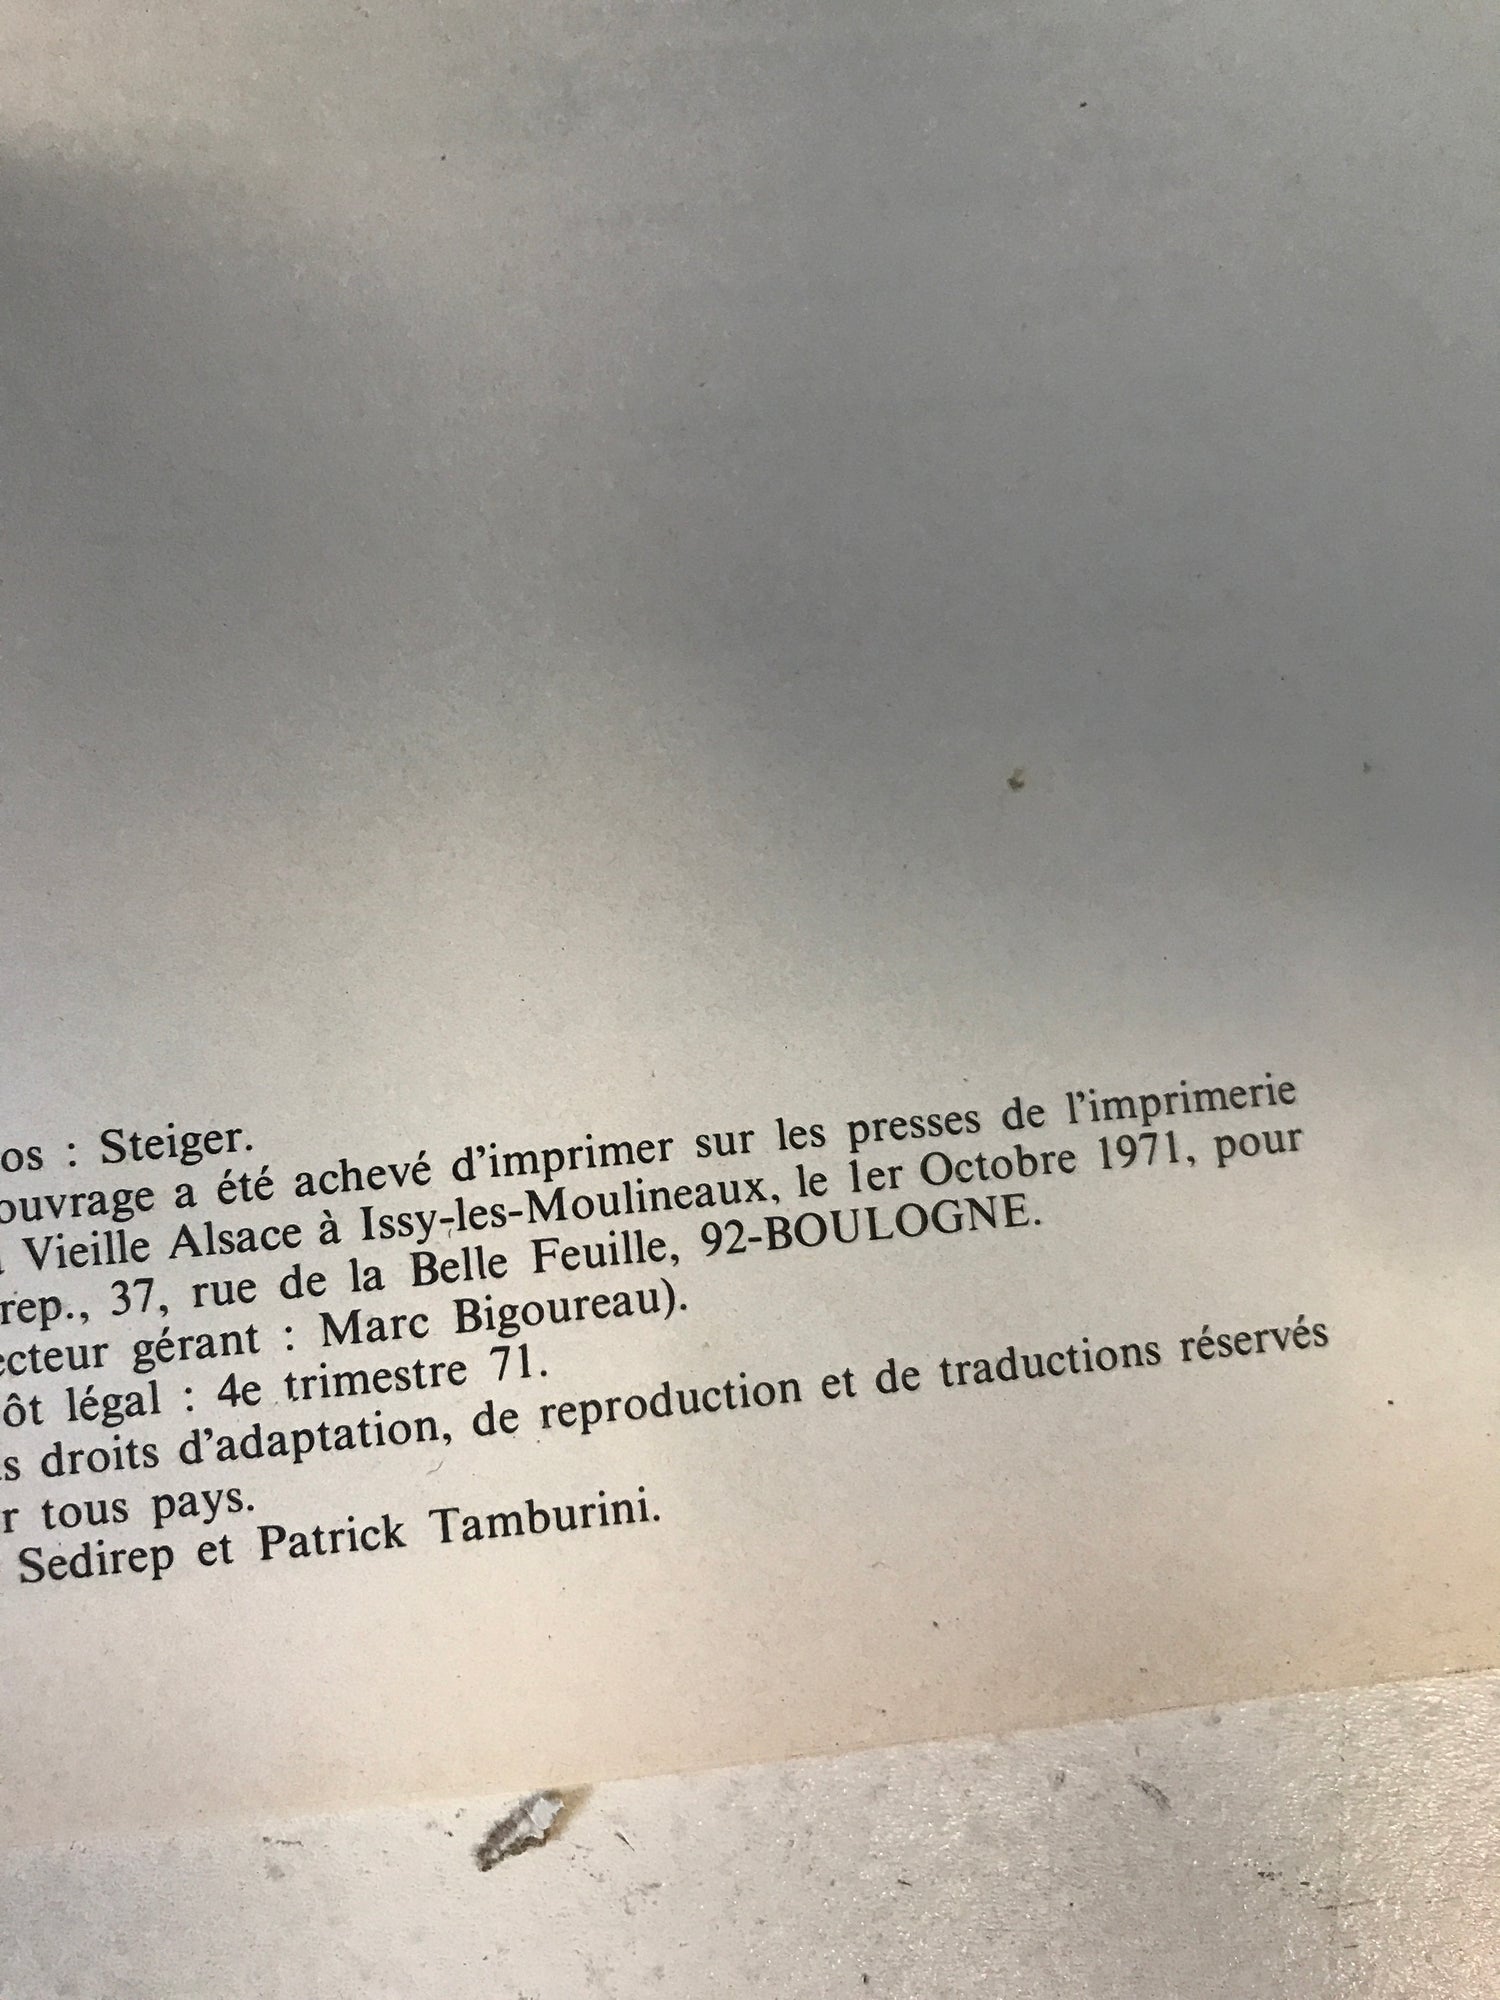 os : Steiger.
ouvrage a été achevé d'imprimer sur les presses de l'imprimerie
Vieille Alsace à Issy-les-Moulineaux, le 1er Octobre 1971, pour
rep., 37, rue de la Belle Feuille, 92-BOULOGNE.
ecteur gérant : Marc Bigoureau).
ôt légal : 4e trimestre 71.
s droits d'adaptation, de reproduction et de traductions réservés
r tous pays.
Sedirep et Patrick Tamburini.